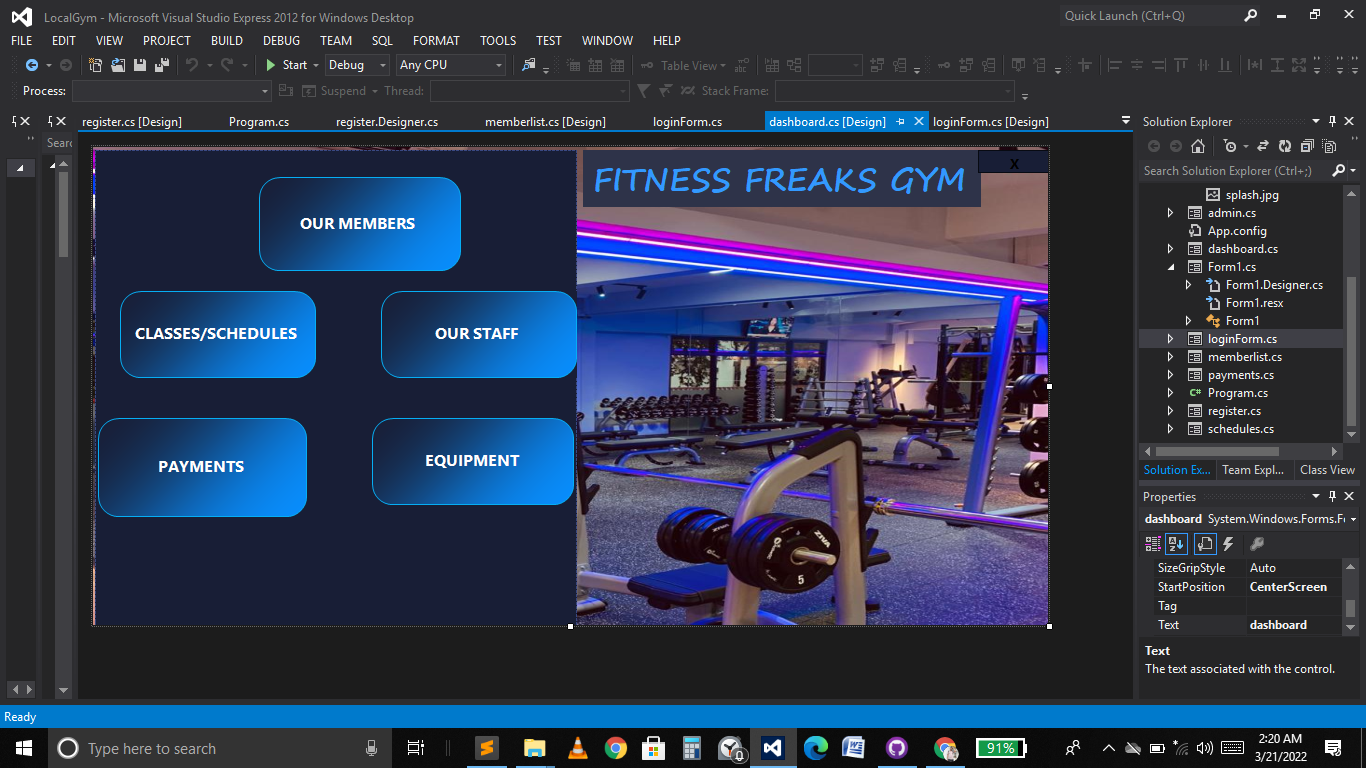 LocalGym - Microsoft Visual Studio Express 2012 for Windows Desktop
Quick Launch (Ctrl+Q)
FILE EDIT VIEW PROJECT BUILD DEBUG TEAM SQL FORMAT TOOLS TEST WINDOW HELP
Start Debug Any CPU Table View
Process: Suspend Thread: Stack Frame:
register.cs [Design] Program.cs register.Designer.cs memberlist.cs [Design] loginForm.cs dashboard.cs [Design] loginForm.cs [Design]
Searc
FITNESS FREAKS GYM
X
OUR MEMBERS
CLASSES/SCHEDULES
OUR STAFF
PAYMENTS
EQUIPMENT
ZIVA
5
Solution Explorer
Search Solution Explorer (Ctrl+;)
splash.jpg
admin.cs
App.config
dashboard.cs
Form1.cs
Form1.Designer.cs
Form1.resx
Form1
loginForm.cs
memberlist.cs
payments.cs
C# Program.cs
register.cs
schedules.cs
Solution Ex... Team Expl... Class View
Properties
dashboard System.Windows.Forms.F
SizeGripStyle Auto
StartPosition CenterScreen
Tag
Text dashboard
Text
The text associated with the control.
Ready
Type here to search
91%
2:20 AM
3/21/2022